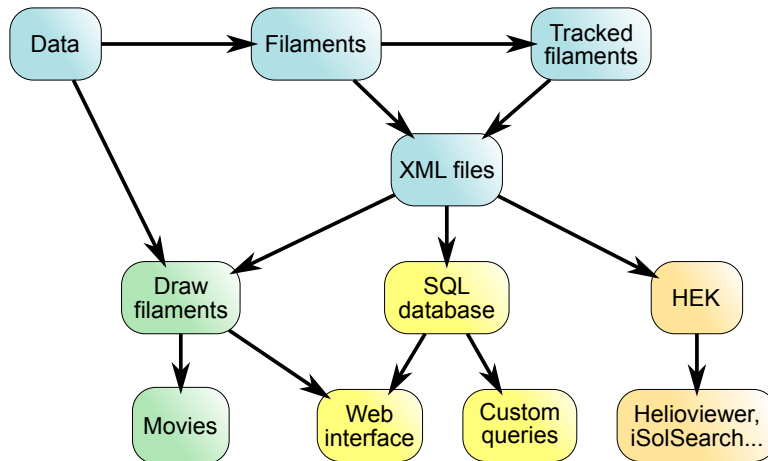 Data
Filaments
Tracked
filaments
XML files
Draw
filaments
SQL
database
HEK
Movies
Web
interface
Custom
queries
Helioviewer,
iSolSearch...